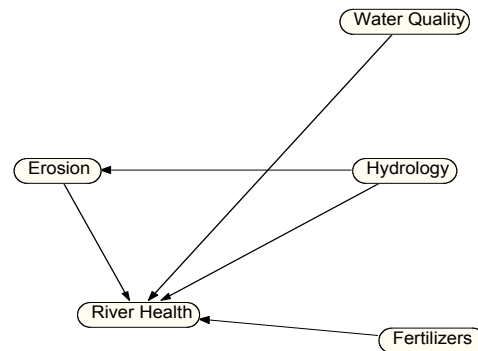 Water Quality
Erosion
Hydrology
River Health
Fertilizers